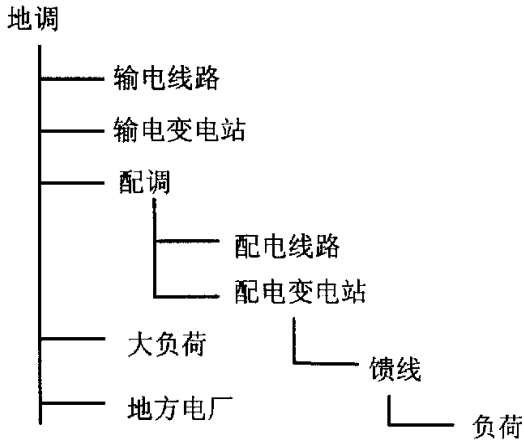 地调
输电线路
输电变电站
配调
配电线路
配电变电站
大负荷
馈线
地方电厂
负荷